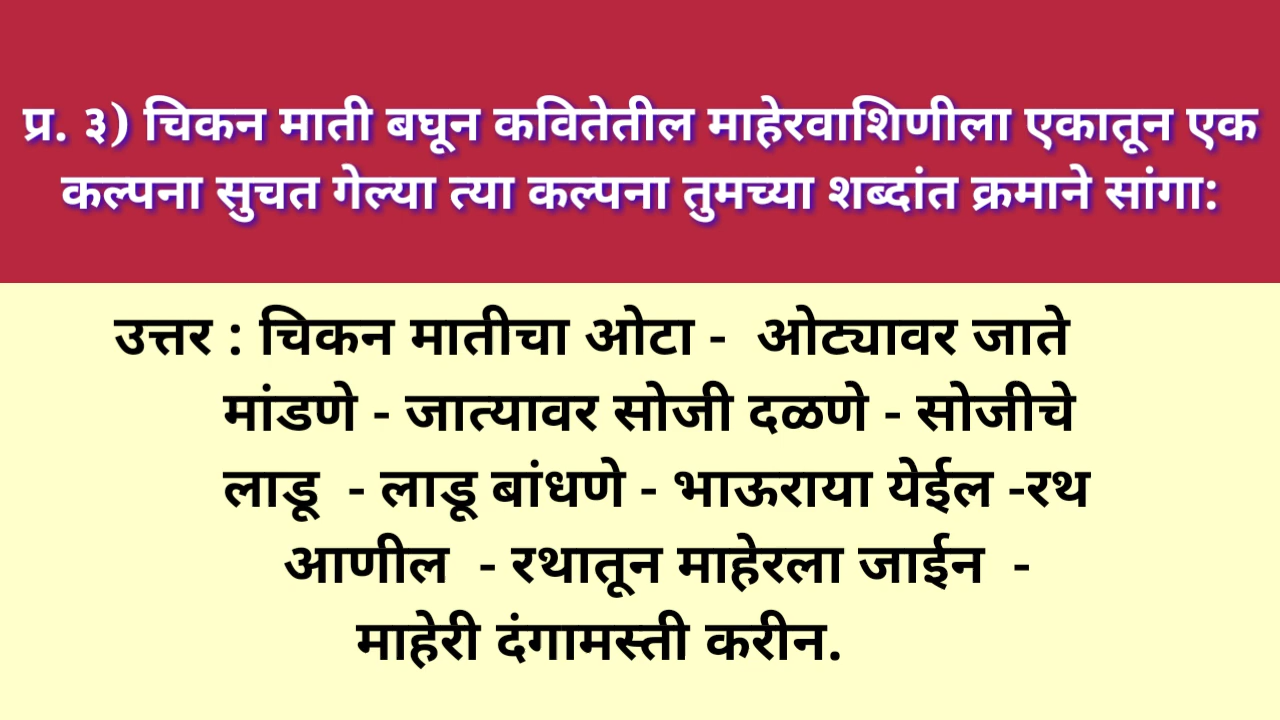 प्र. ३) चिकन माती बघून कवितेतील माहेरवाशिणीला एकातून एक
कल्पना सुचत गेल्या त्या कल्पना तुमच्या शब्दांत क्रमाने सांगा:
उत्तर : चिकन मातीचा ओटा - ओट्यावर जाते
मांडणे - जात्यावर सोजी दळणे - सोजीचे
लाडू - लाडू बांधणे - भाऊराया येईल -रथ
आणील - रथातून माहेरला जाईन -
माहेरी दंगामस्ती करीन.